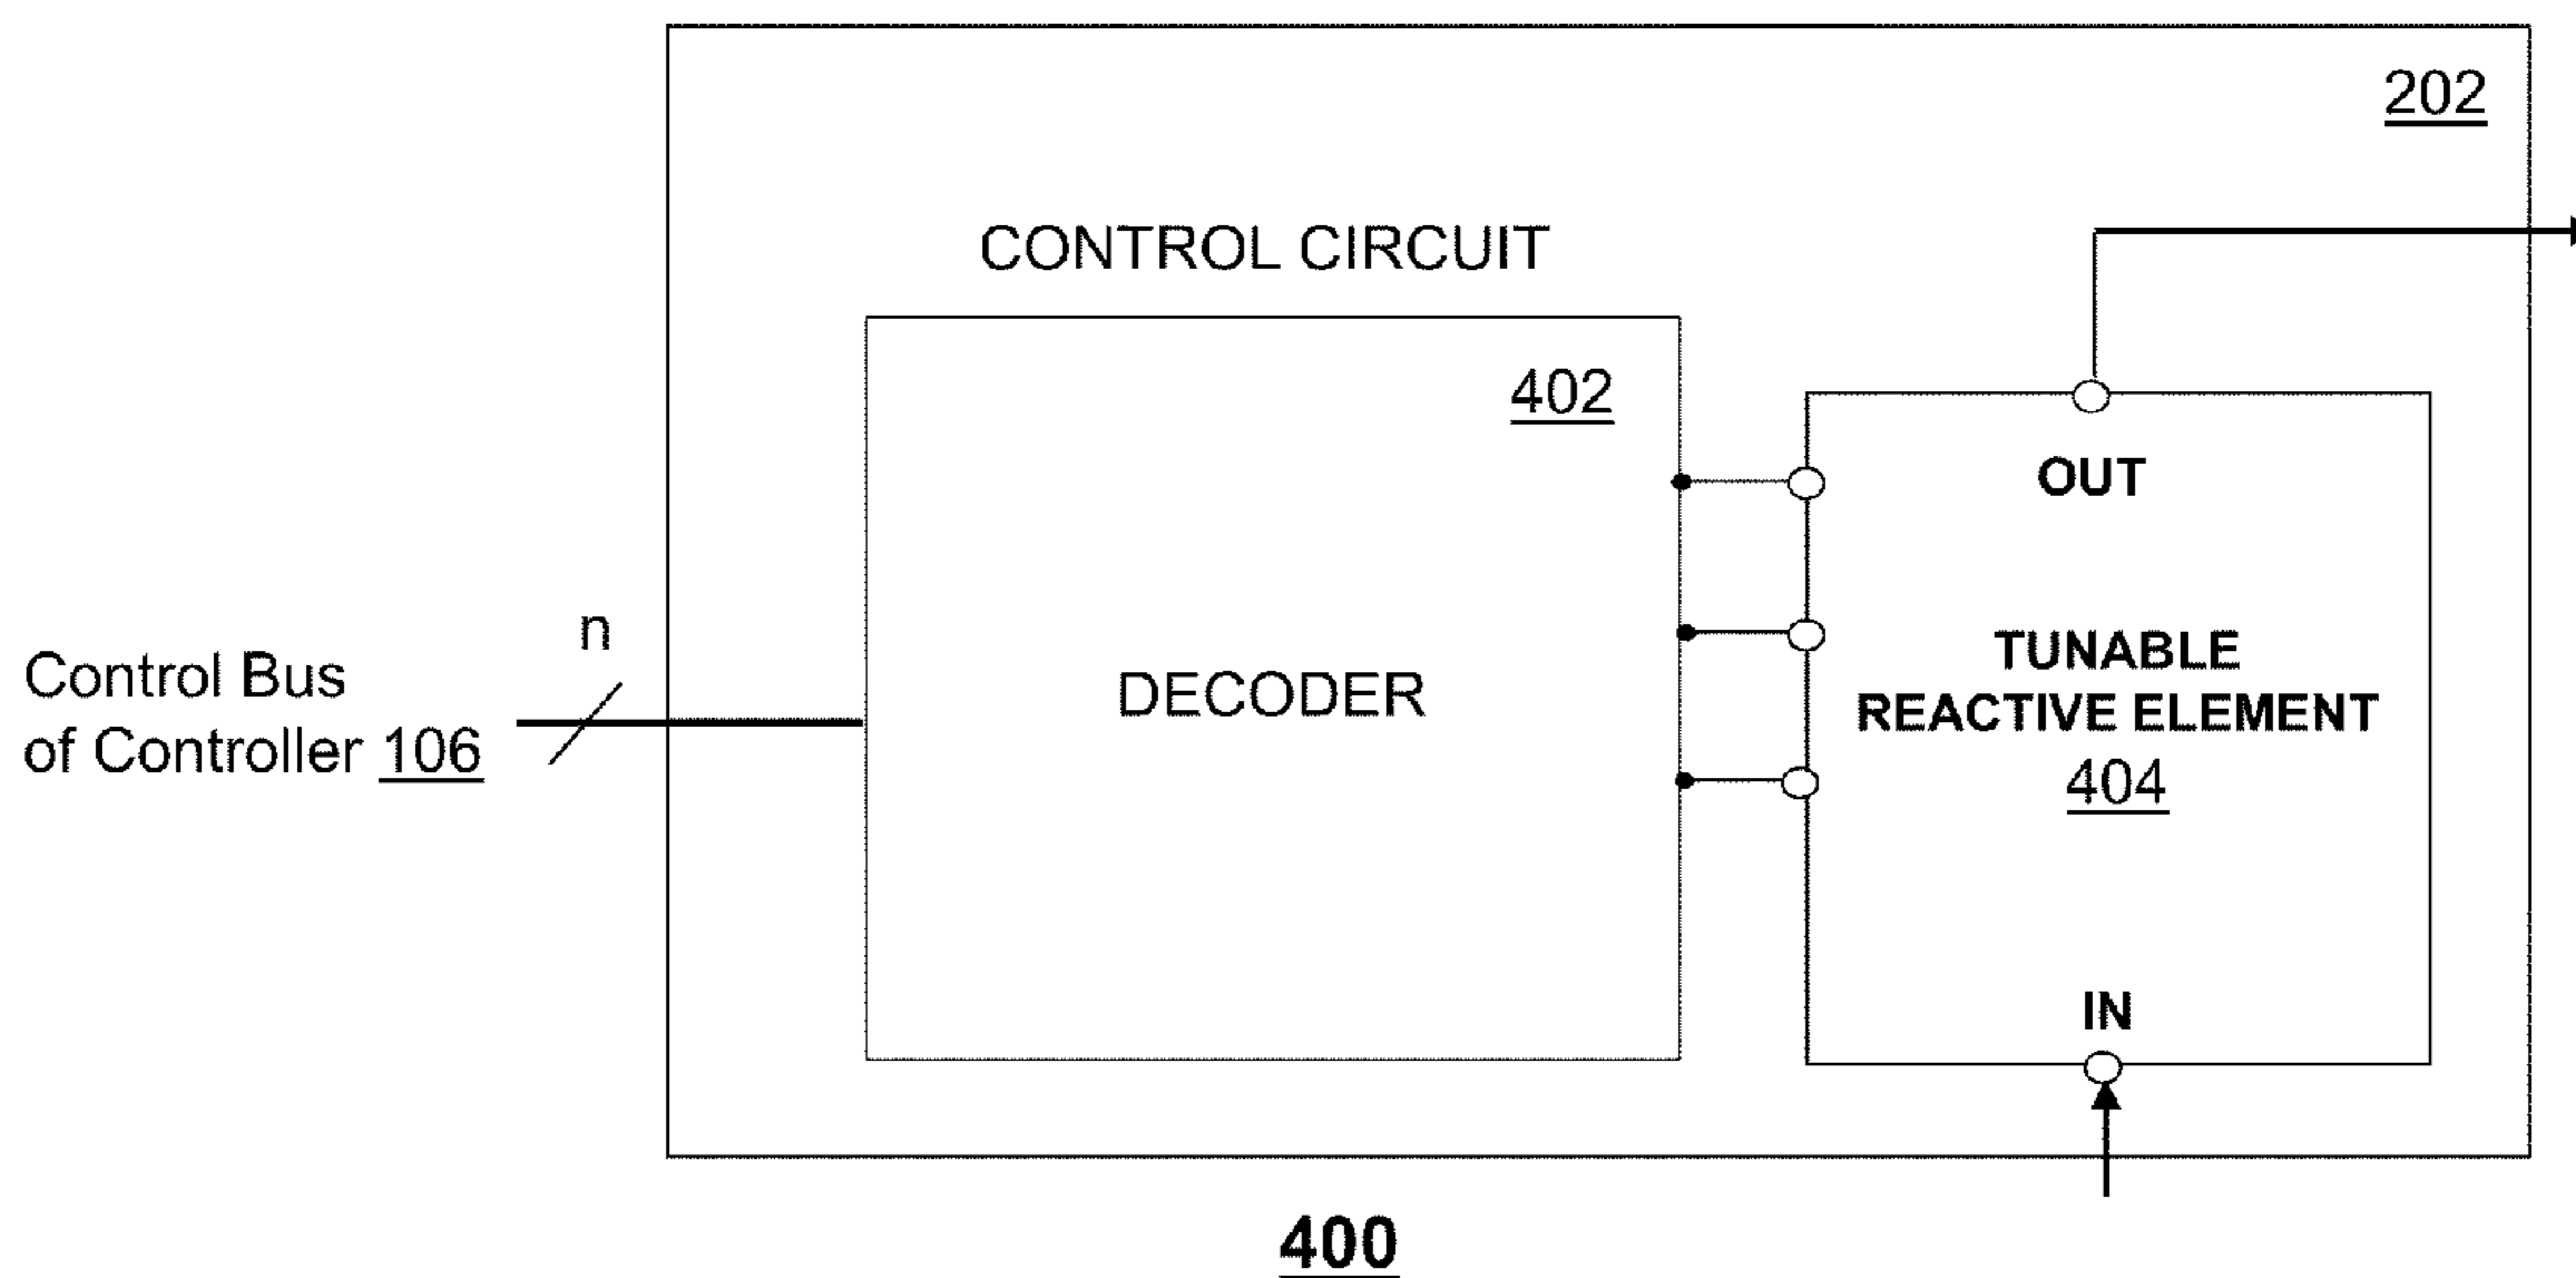 202
CONTROL CIRCUIT
402
OUT
n
Control Bus
of Controller 106
DECODER
TUNABLE
REACTIVE ELEMENT
404
IN
400